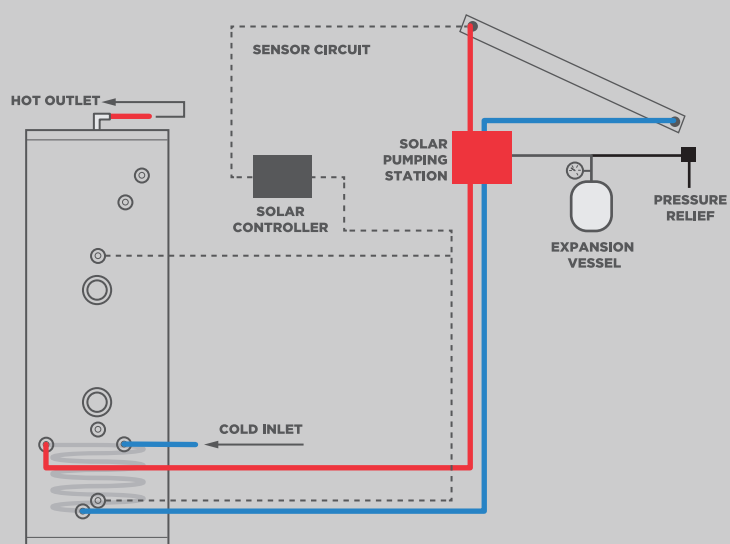 SENSOR CIRCUIT
HOT OUTLET
SOLAR
PUMPING
STATION
SOLAR
CONTROLLER
PRESSURE
RELIEF
EXPANSION
VESSEL
COLD INLET